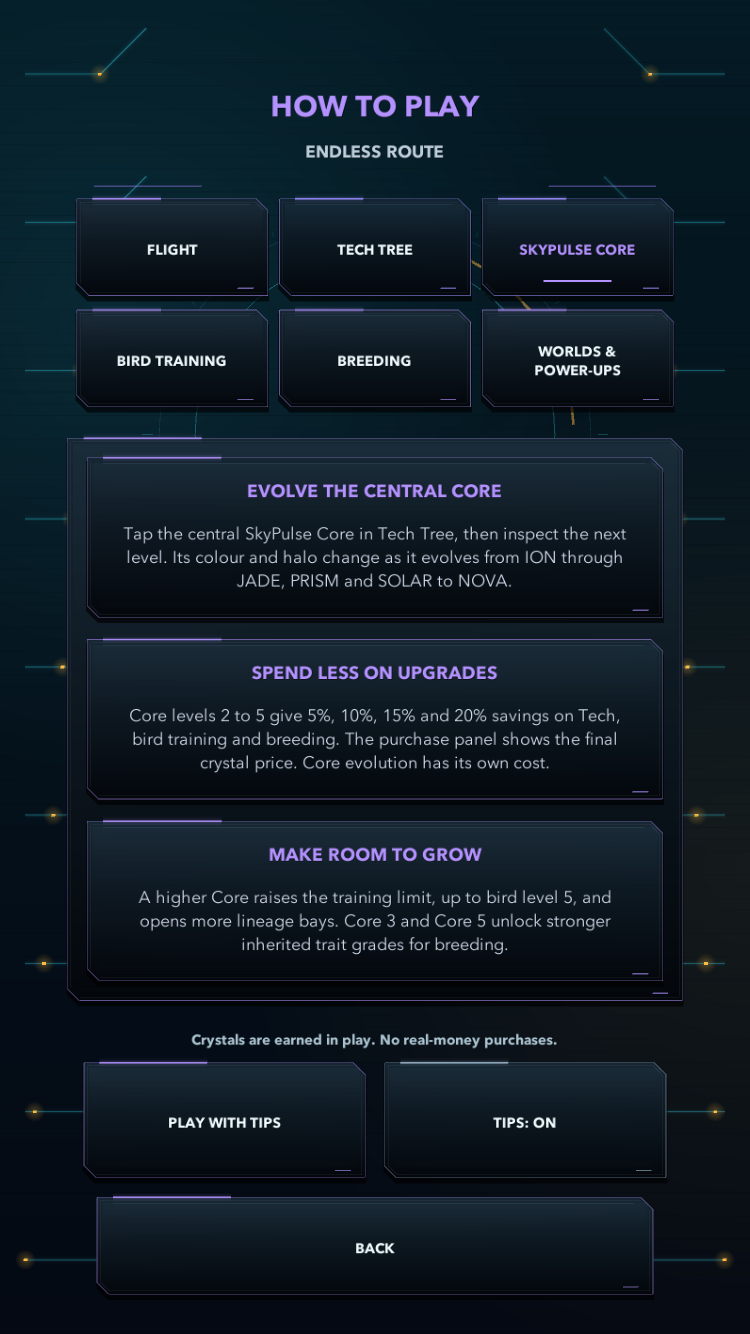 HOW TO PLAY
ENDLESS ROUTE
FLIGHT
TECH TREE
SKYPULSE CORE
BIRD TRAINING
BREEDING
WORLDS &
POWER-UPS
EVOLVE THE CENTRAL CORE
Tap the central SkyPulse Core in Tech Tree, then inspect the next
level. Its colour and halo change as it evolves from ION through
JADE, PRISM and SOLAR to NOVA.
SPEND LESS ON UPGRADES
Core levels 2 to 5 give 5%, 10%, 15% and 20% savings on Tech,
bird training and breeding. The purchase panel shows the final
crystal price. Core evolution has its own cost.
MAKE ROOM TO GROW
A higher Core raises the training limit, up to bird level 5, and
opens more lineage bays. Core 3 and Core 5 unlock stronger
inherited trait grades for breeding.
Crystals are earned in play. No real-money purchases.
PLAY WITH TIPS
TIPS: ON
BACK